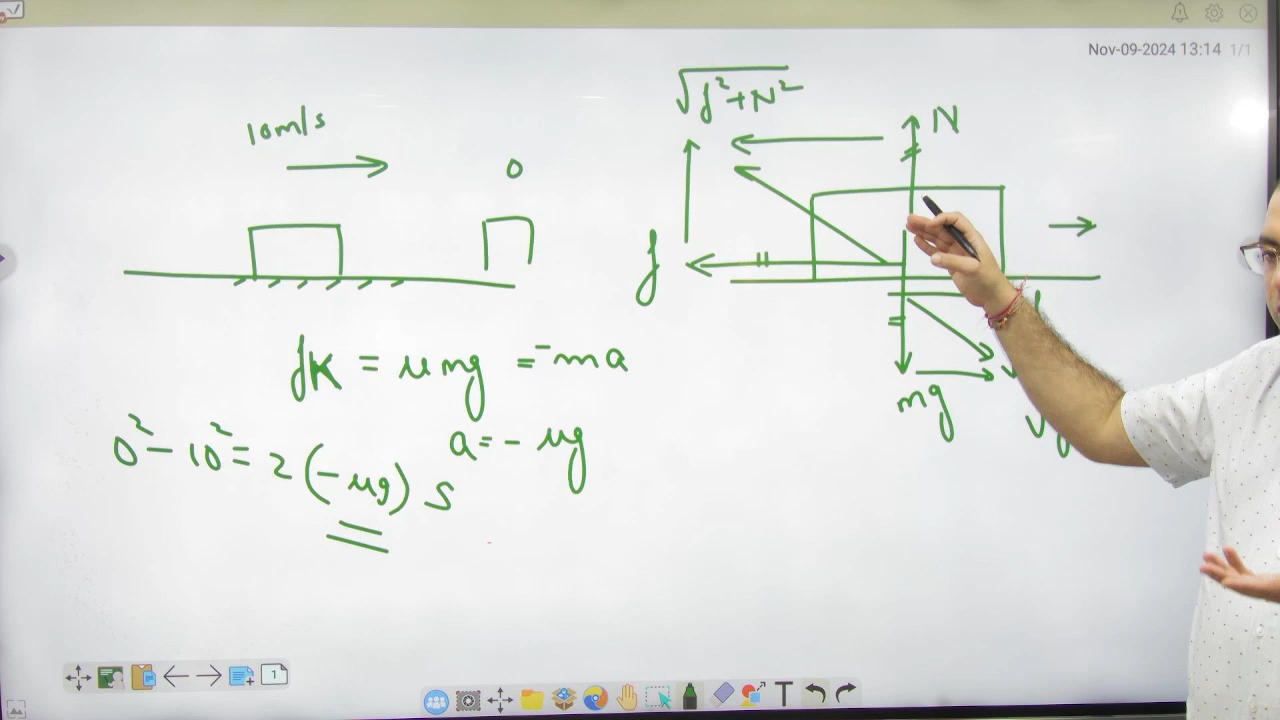 Nov-09-2024 13:14 1/1
√f²+N²
10m/s
N
0
f
fK = μmg = -ma
mg
0² - 10² = 2(-μg) s
a = - μg
1
T